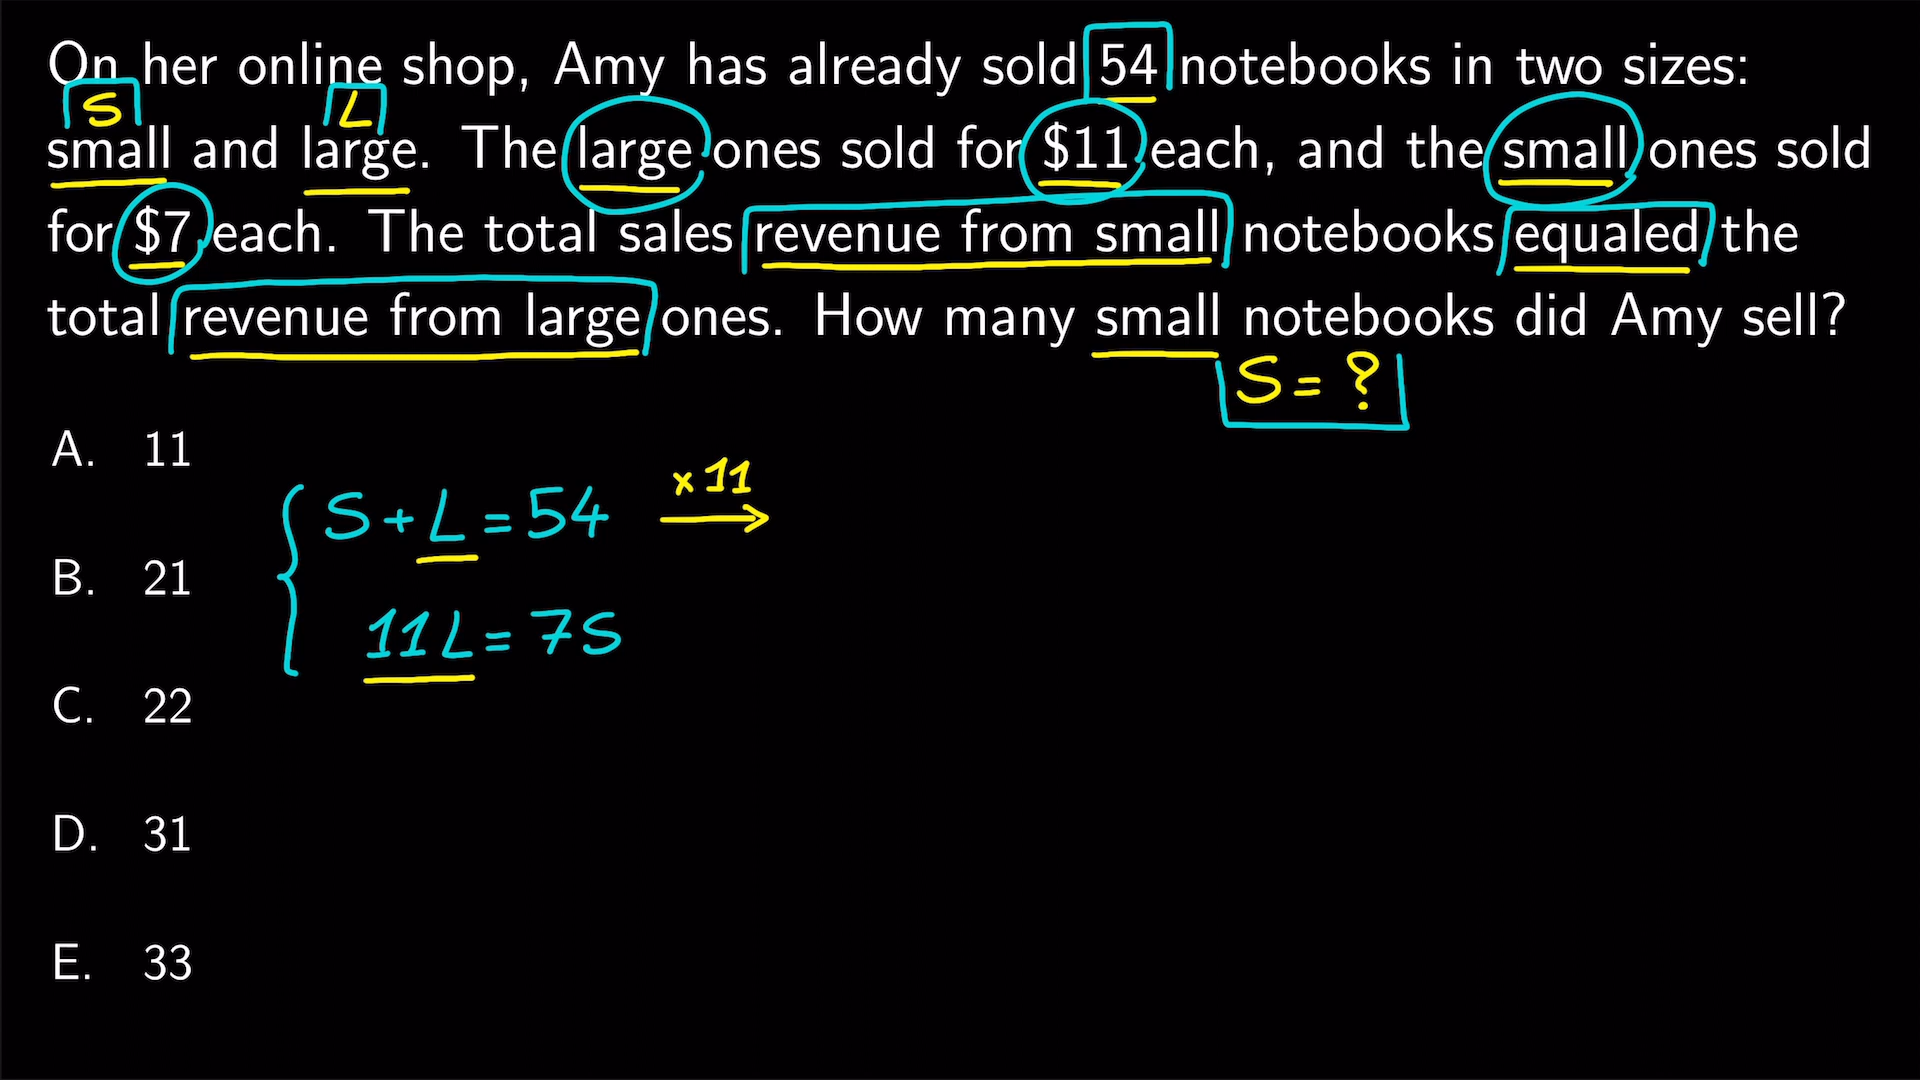 On her online shop, Amy has already sold 54 notebooks in two sizes:
S L
small and large. The large ones sold for $11 each, and the small ones sold
for $7 each. The total sales revenue from small notebooks equaled the
total revenue from large ones. How many small notebooks did Amy sell?
S = ?
A. 11
S + L = 54 x 11
B. 21
11L = 7S
C. 22
D. 31
E. 33